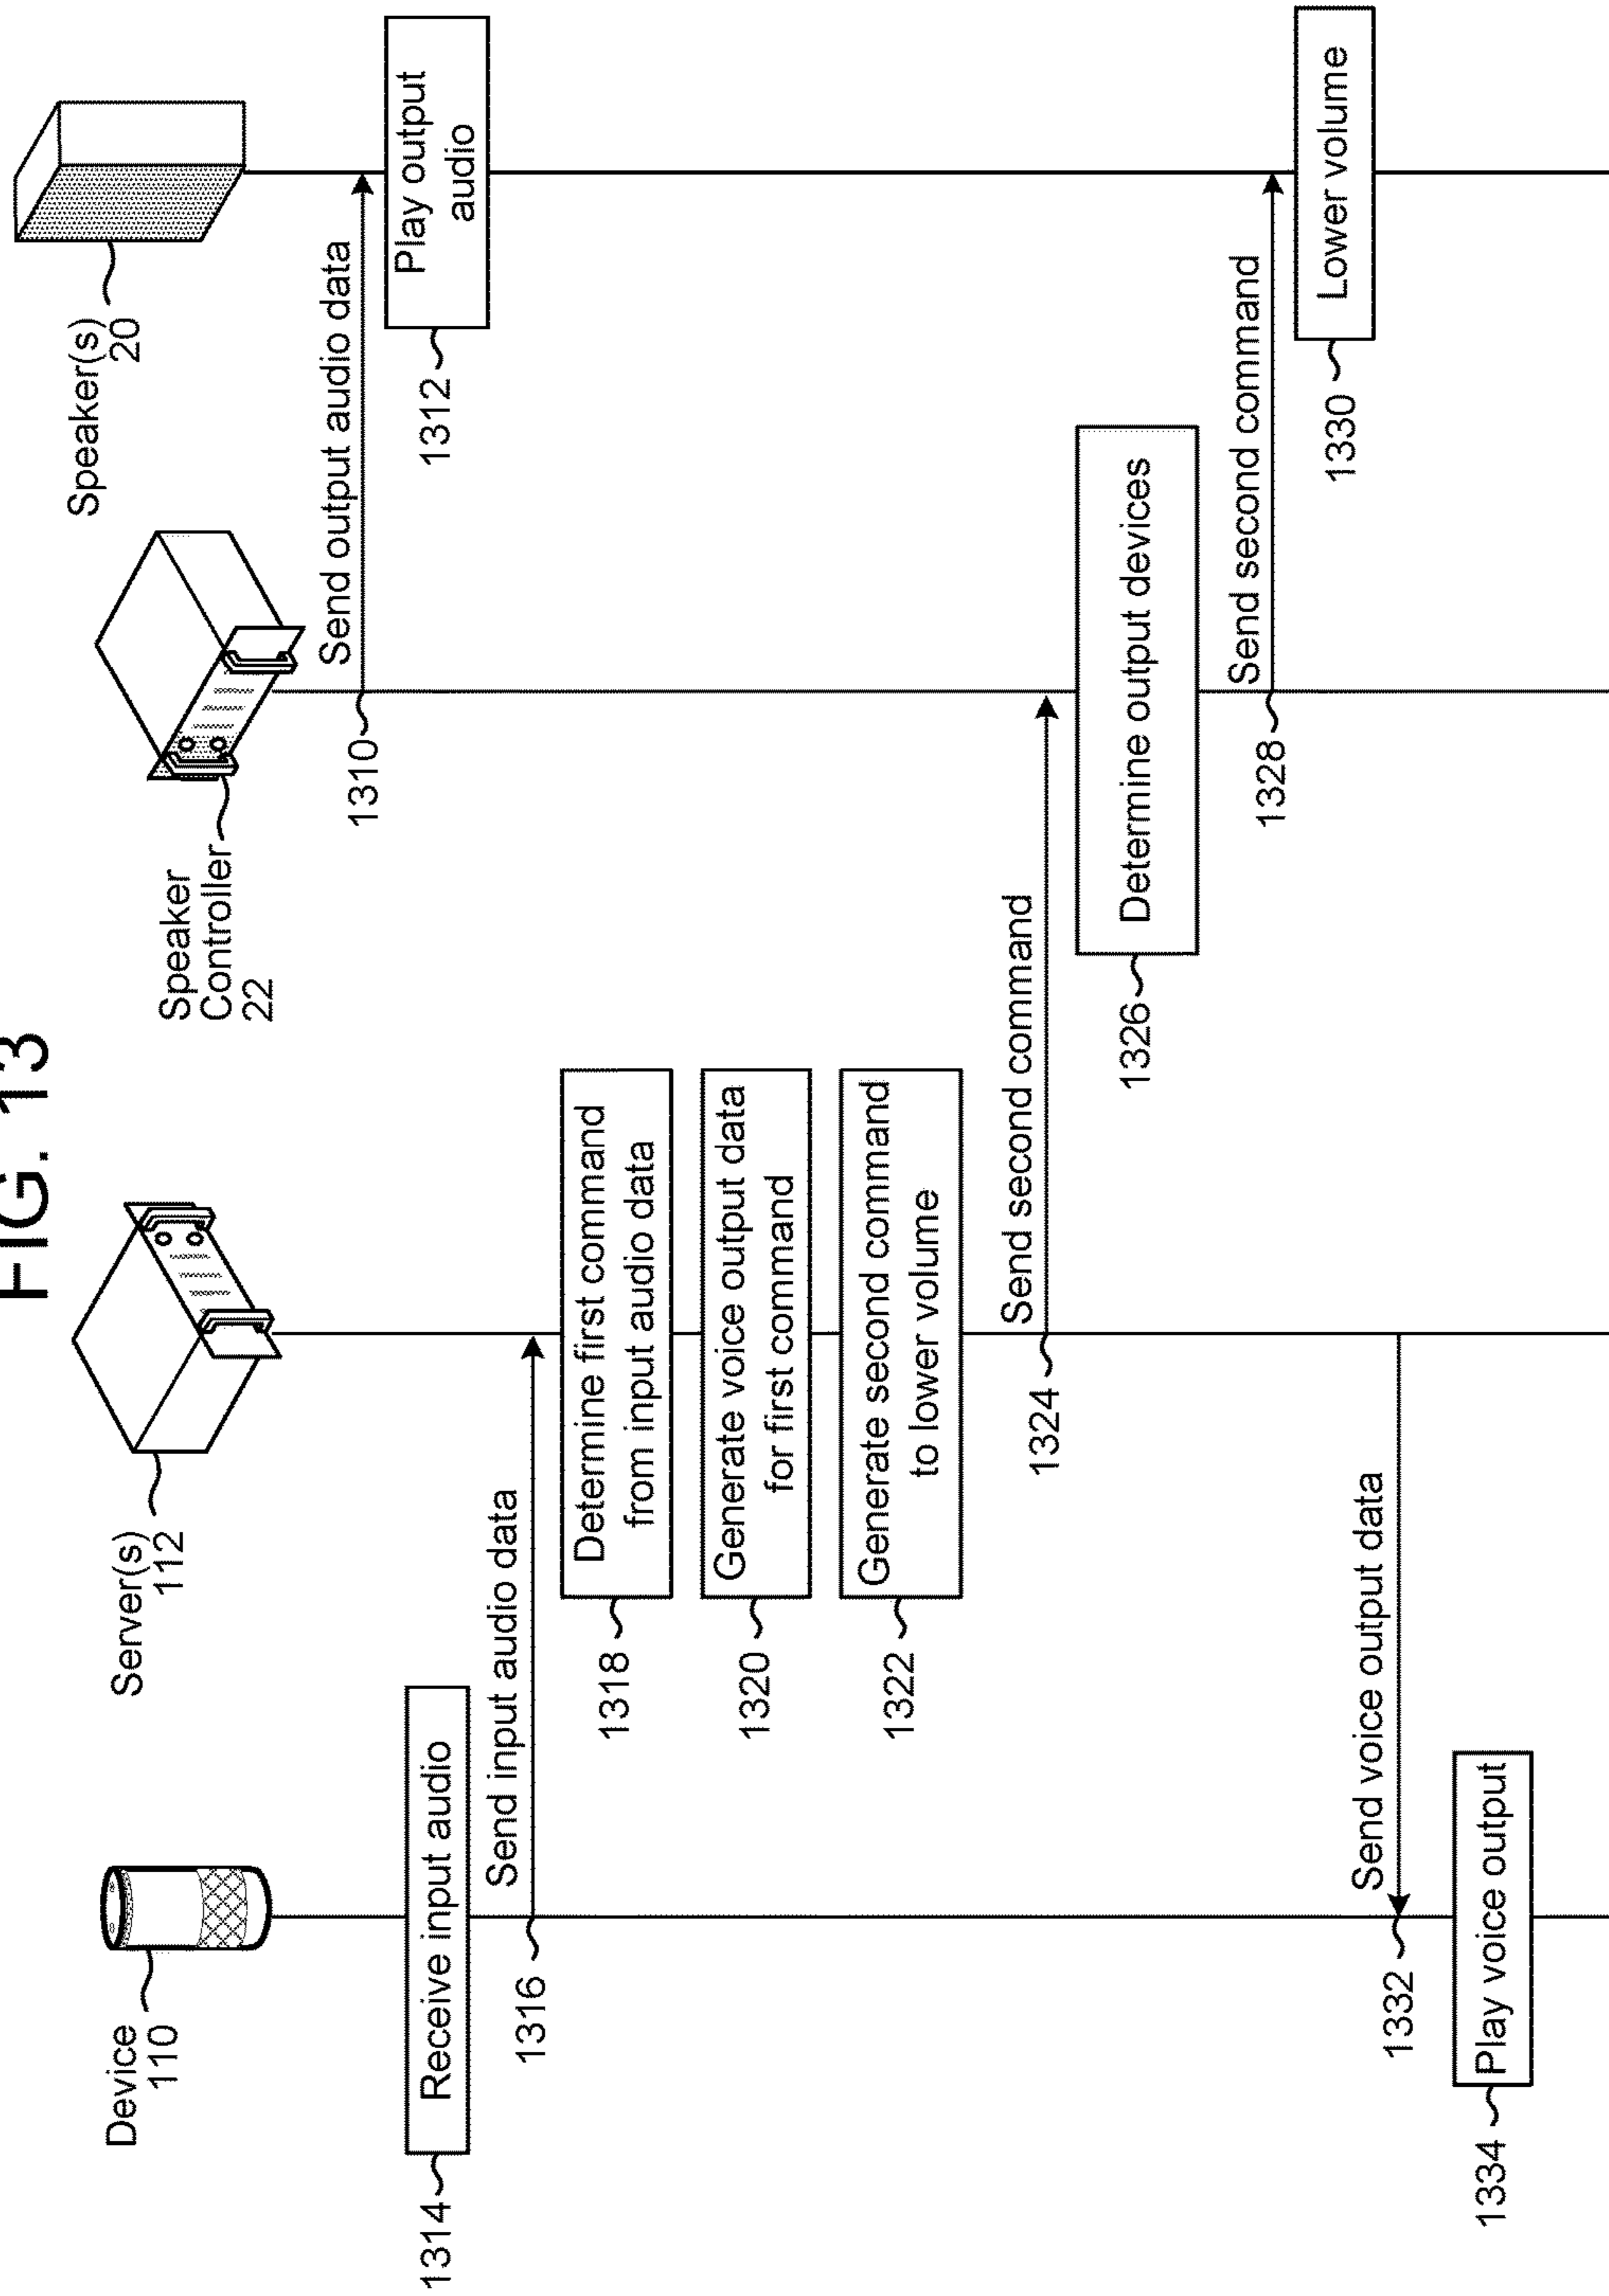 FIG. 13
Device
110
Server(s)
112
Speaker
Controller
22
Speaker(s)
20
Send output audio data
1310
Play output
audio
1312
Receive input audio
1314
Send input audio data
1316
Determine first command
from input audio data
1318
Generate voice output data
for first command
1320
Generate second command
to lower volume
1322
Send second command
1324
Determine output devices
1326
Send second command
1328
Lower volume
1330
Send voice output data
1332
Play voice output
1334